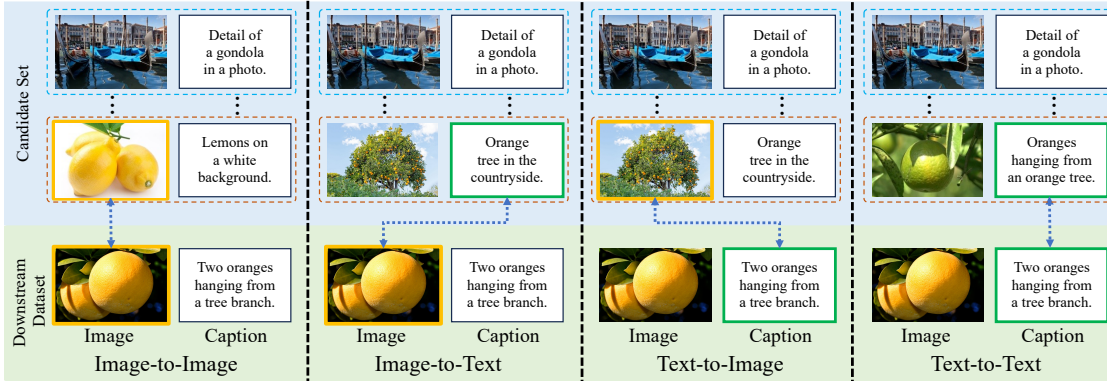 Candidate Set
Detail of
a gondola
in a photo.
Lemons on
a white
background.
Detail of
a gondola
in a photo.
Orange
tree in the
countryside.
Detail of
a gondola
in a photo.
Orange
tree in the
countryside.
Detail of
a gondola
in a photo.
Oranges
hanging from
an orange tree.
Downstream
Dataset
Two oranges
hanging from
a tree branch.
Image
Caption
Image-to-Image
Two oranges
hanging from
a tree branch.
Image
Caption
Image-to-Text
Two oranges
hanging from
a tree branch.
Image
Caption
Text-to-Image
Two oranges
hanging from
a tree branch.
Image
Caption
Text-to-Text